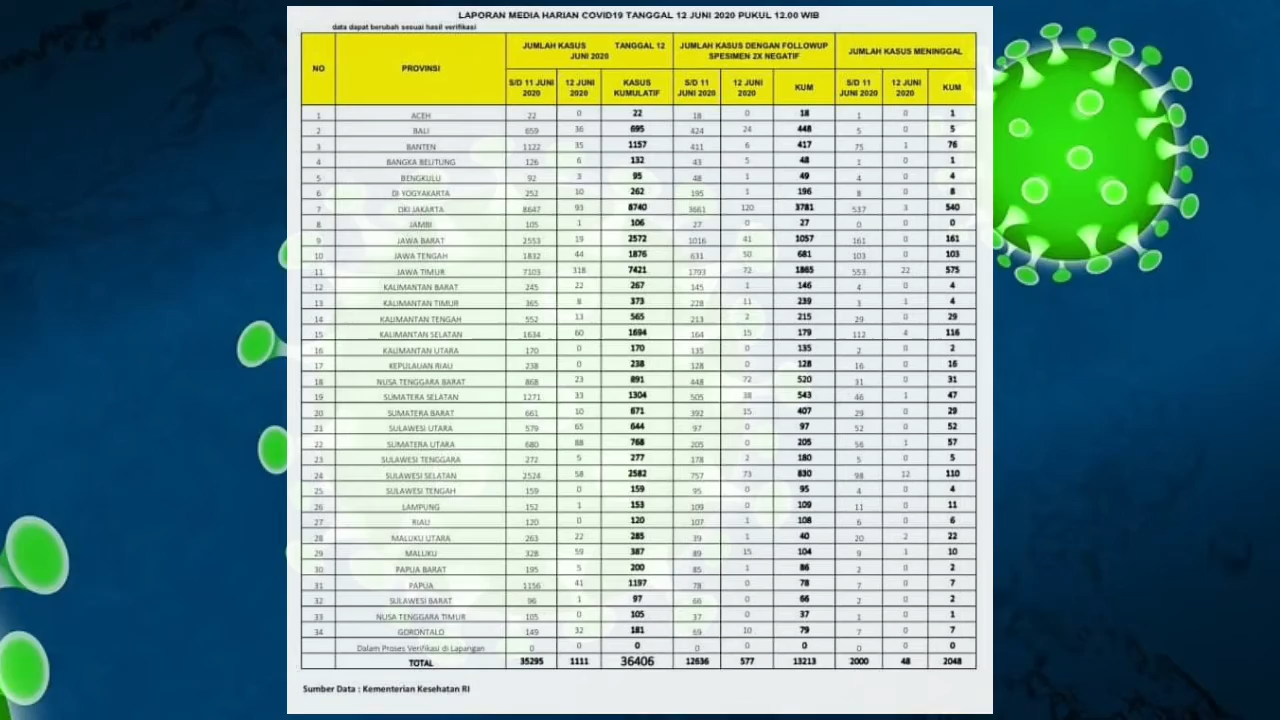 LAPORAN MEDIA HARIAN COVID19 TANGGAL 12 JUNI 2020 PUKUL 12.00 WIB
data dapat berubah sesuai hasil verifikasi
NO PROVINSI JUMLAH KASUS TANGGAL 12 JUNI 2020 JUMLAH KASUS DENGAN FOLLOWUP SPESIMEN 2X NEGATIF JUMLAH KASUS MENINGGAL
S/D 11 JUNI 2020 12 JUNI 2020 KASUS KUMULATIF S/D 11 JUNI 2020 12 JUNI 2020 KUM S/D 11 JUNI 2020 12 JUNI 2020 KUM
1 ACEH 22 0 22 18 0 18 1 0 1
2 BALI 659 36 695 424 24 448 5 0 5
3 BANTEN 1122 35 1157 411 6 417 75 1 76
4 BANGKA BELITUNG 126 6 132 43 5 48 1 0 1
5 BENGKULU 92 3 95 48 1 49 4 0 4
6 DI YOGYAKARTA 252 10 262 195 1 196 8 0 8
7 DKI JAKARTA 8647 93 8740 3661 120 3781 537 3 540
8 JAMBI 105 1 106 27 0 27 0 0 0
9 JAWA BARAT 2553 19 2572 1016 41 1057 161 0 161
10 JAWA TENGAH 1832 44 1876 631 50 681 103 0 103
11 JAWA TIMUR 7103 318 7421 1793 72 1865 553 22 575
12 KALIMANTAN BARAT 245 22 267 145 1 146 4 0 4
13 KALIMANTAN TIMUR 365 8 373 228 11 239 3 1 4
14 KALIMANTAN TENGAH 552 13 565 213 2 215 29 0 29
15 KALIMANTAN SELATAN 1634 60 1694 164 15 179 112 4 116
16 KALIMANTAN UTARA 170 0 170 135 0 135 2 0 2
17 KEPULAUAN RIAU 238 0 238 128 0 128 16 0 16
18 NUSA TENGGARA BARAT 868 23 891 448 72 520 31 0 31
19 SUMATERA SELATAN 1271 33 1304 505 38 543 46 1 47
20 SUMATERA BARAT 661 10 671 392 15 407 29 0 29
21 SULAWESI UTARA 579 65 644 97 0 97 52 0 52
22 SUMATERA UTARA 680 88 768 205 0 205 56 1 57
23 SULAWESI TENGGARA 272 5 277 178 2 180 5 0 5
24 SULAWESI SELATAN 2524 58 2582 757 73 830 98 12 110
25 SULAWESI TENGAH 159 0 159 95 0 95 4 0 4
26 LAMPUNG 152 1 153 109 0 109 11 0 11
27 RIAU 120 0 120 107 1 108 6 0 6
28 MALUKU UTARA 263 22 285 39 1 40 20 2 22
29 MALUKU 328 59 387 89 15 104 9 1 10
30 PAPUA BARAT 195 5 200 85 1 86 2 0 2
31 PAPUA 1156 41 1197 78 0 78 7 0 7
32 SULAWESI BARAT 96 1 97 66 0 66 2 0 2
33 NUSA TENGGARA TIMUR 105 0 105 37 0 37 1 0 1
34 GORONTALO 149 32 181 69 10 79 7 0 7
Dalam Proses Verifikasi di Lapangan 0 0 0 0 0 0 0 0 0
TOTAL 35295 1111 36406 12636 577 13213 2000 48 2048
Sumber Data : Kementerian Kesehatan RI